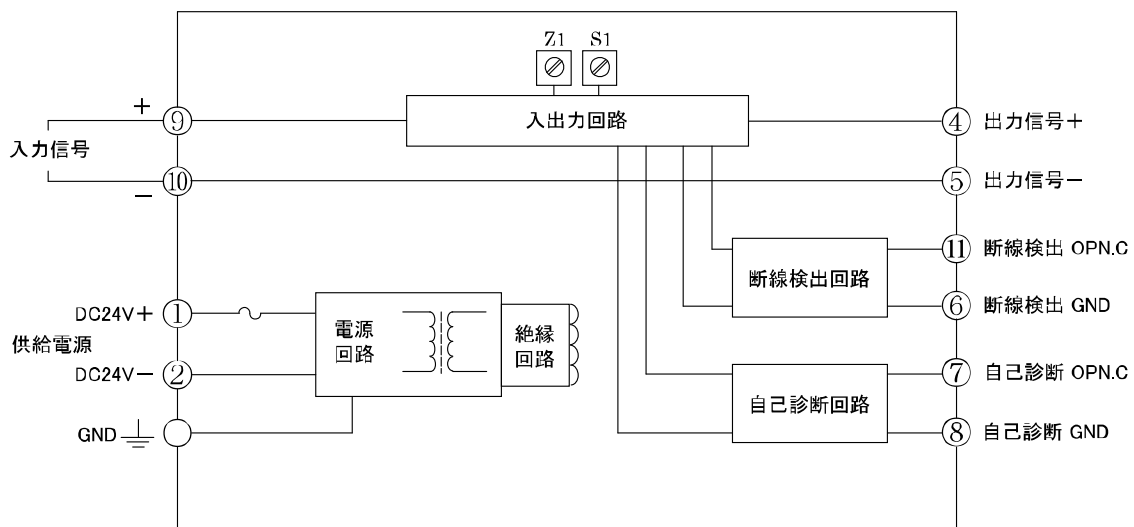 Z1 S1
+
⑨
入出力回路
④
出力信号+
入力信号
⑩
−
⑤
出力信号−
断線検出回路
⑪
断線検出 OPN.C
⑥
断線検出 GND
DC24V+
①
供給電源
DC24V−
②
電源
回路
絶縁
回路
GND
自己診断回路
⑦
自己診断 OPN.C
⑧
自己診断 GND